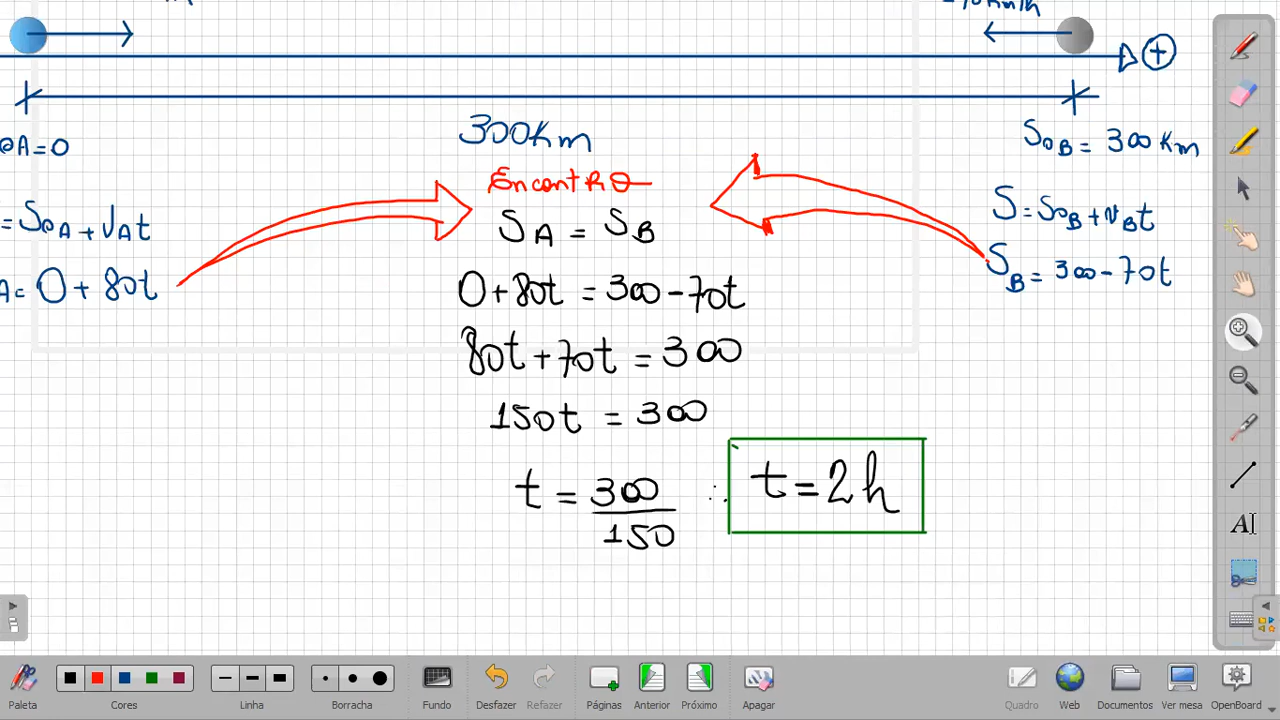 300Km
S₀A=0
S₀B = 300 Km
Encontro
= S₀A + VAt
SA = SB
S = S₀B + VBt
A = 0 + 80t
0 + 80t = 300 - 70t
SB = 300 - 70t
80t + 70t = 300
150t = 300
t = 300/150 ∴ t = 2h
Paleta
Cores
Linha
Borracha
Fundo
Desfazer
Refazer
Páginas
Anterior
Próximo
Apagar
Quadro
Web
Documentos
Ver mesa
OpenBoard